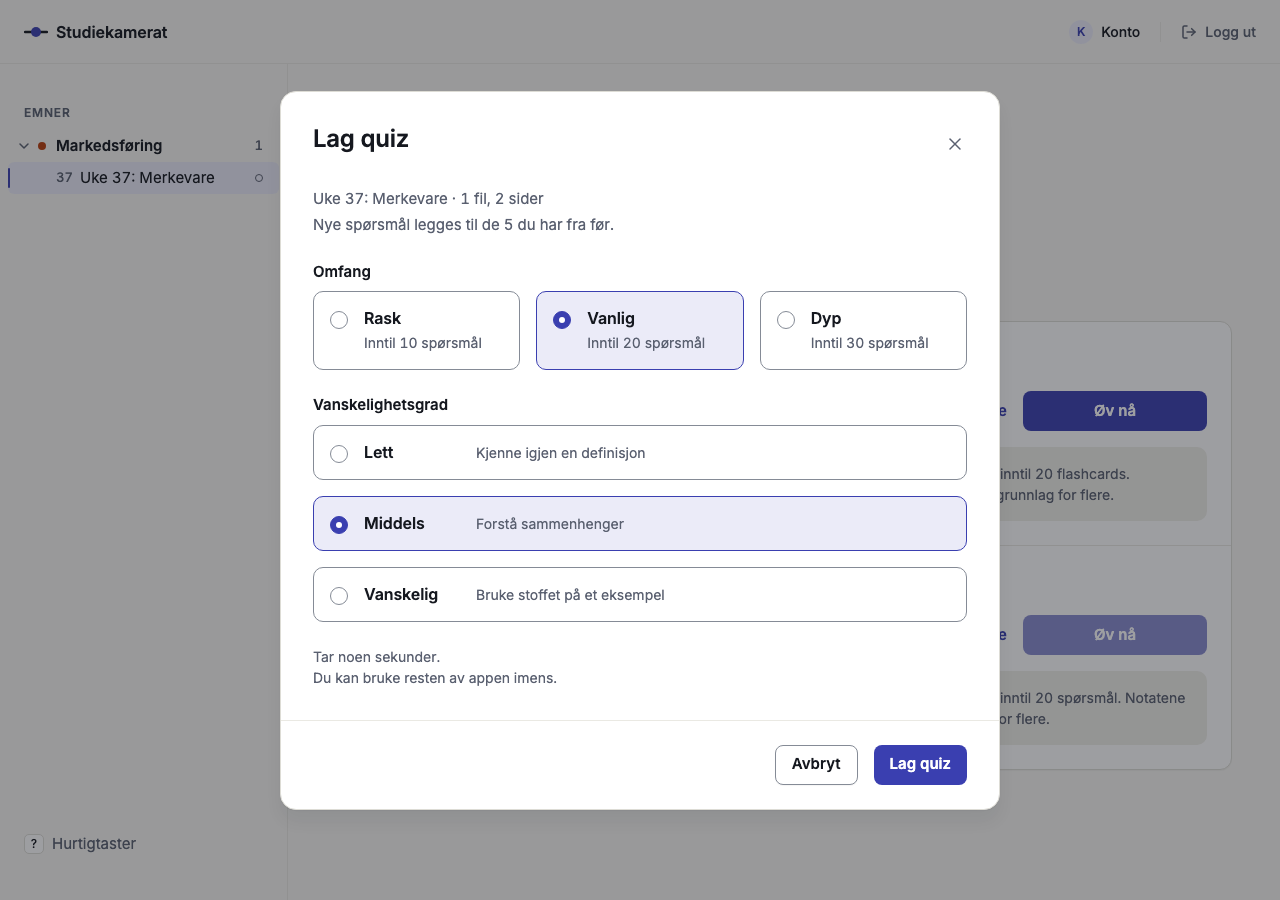 Studiekamerat
K Konto
Logg ut
EMNER
Markedsføring 1
37 Uke 37: Merkevare
Lag quiz
Uke 37: Merkevare · 1 fil, 2 sider
Nye spørsmål legges til de 5 du har fra før.
Omfang
Rask
Inntil 10 spørsmål
Vanlig
Inntil 20 spørsmål
Dyp
Inntil 30 spørsmål
Vanskelighetsgrad
Lett Kjenne igjen en definisjon
Middels Forstå sammenhenger
Vanskelig Bruke stoffet på et eksempel
Tar noen sekunder.
Du kan bruke resten av appen imens.
Avbryt
Lag quiz
Øv nå
inntil 20 flashcards.
grunnlag for flere.
Øv nå
inntil 20 spørsmål. Notatene
or flere.
? Hurtigtaster